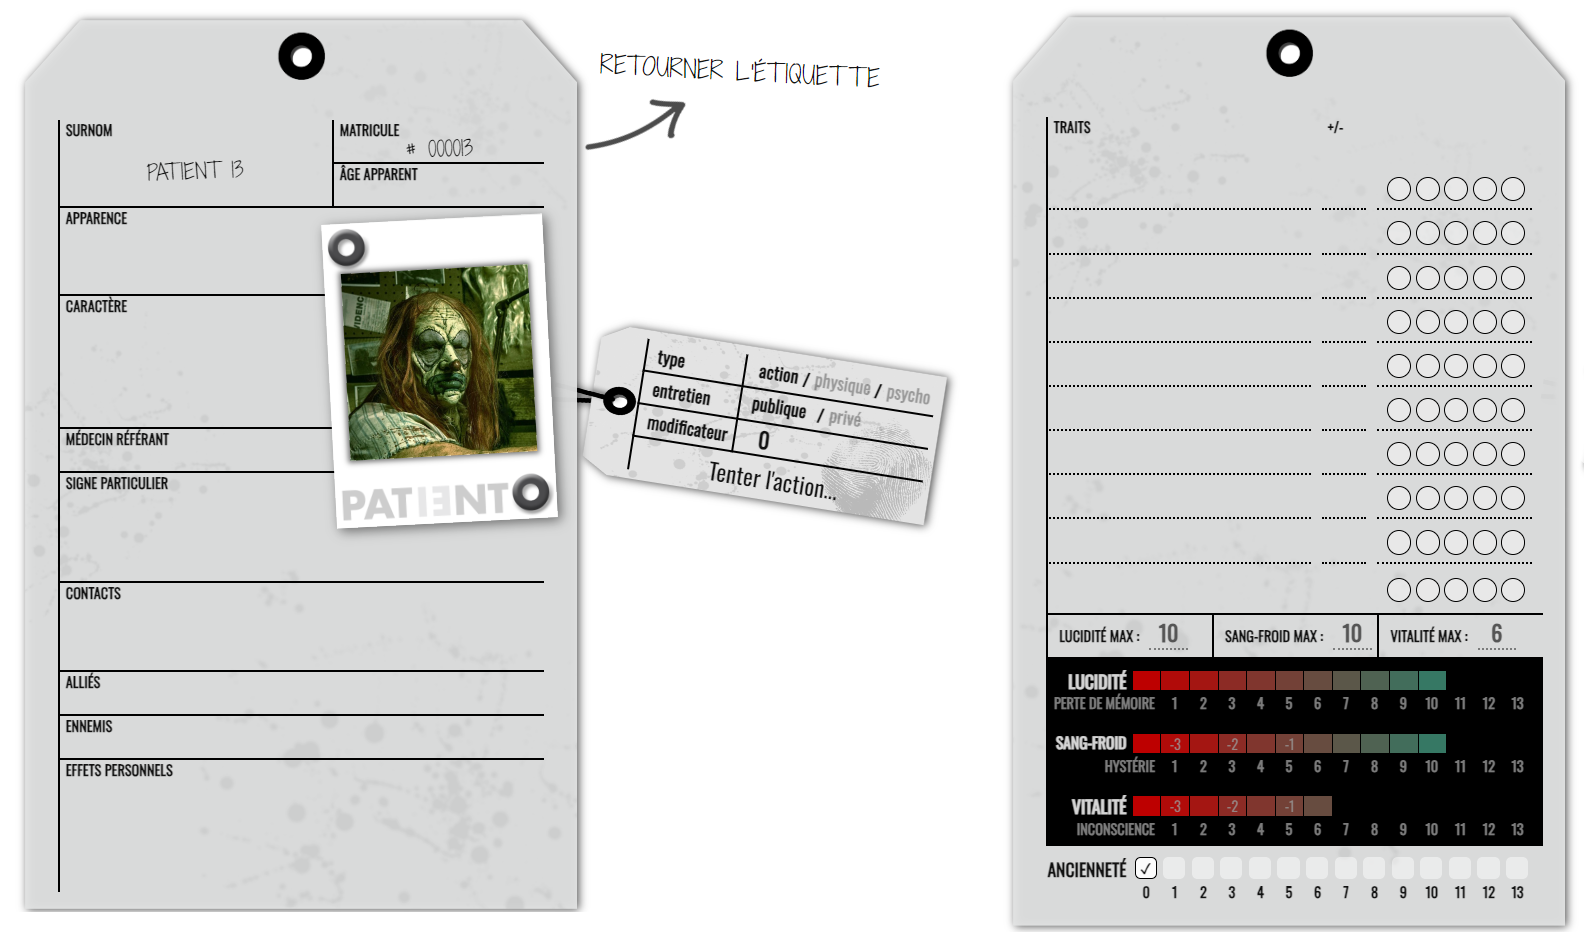 RETOURNER L'ÉTIQUETTE
SURNOM
PATIENT 13
MATRICULE
# 000013
ÂGE APPARENT
APPARENCE
CARACTÈRE
MÉDECIN RÉFÉRANT
SIGNE PARTICULIER
CONTACTS
ALLIÉS
ENNEMIS
EFFETS PERSONNELS
VIDENC
PATI3NT
type action / physique / psycho
entretien publique / privé
modificateur 0
Tenter l'action...
TRAITS +/-
LUCIDITÉ MAX : 10 SANG-FROID MAX : 10 VITALITÉ MAX : 6
LUCIDITÉ
PERTE DE MÉMOIRE 1 2 3 4 5 6 7 8 9 10 11 12 13
SANG-FROID -3 -2 -1
HYSTÉRIE 1 2 3 4 5 6 7 8 9 10 11 12 13
VITALITÉ -3 -2 -1
INCONSCIENCE 1 2 3 4 5 6 7 8 9 10 11 12 13
ANCIENNETÉ ✓
0 1 2 3 4 5 6 7 8 9 10 11 12 13